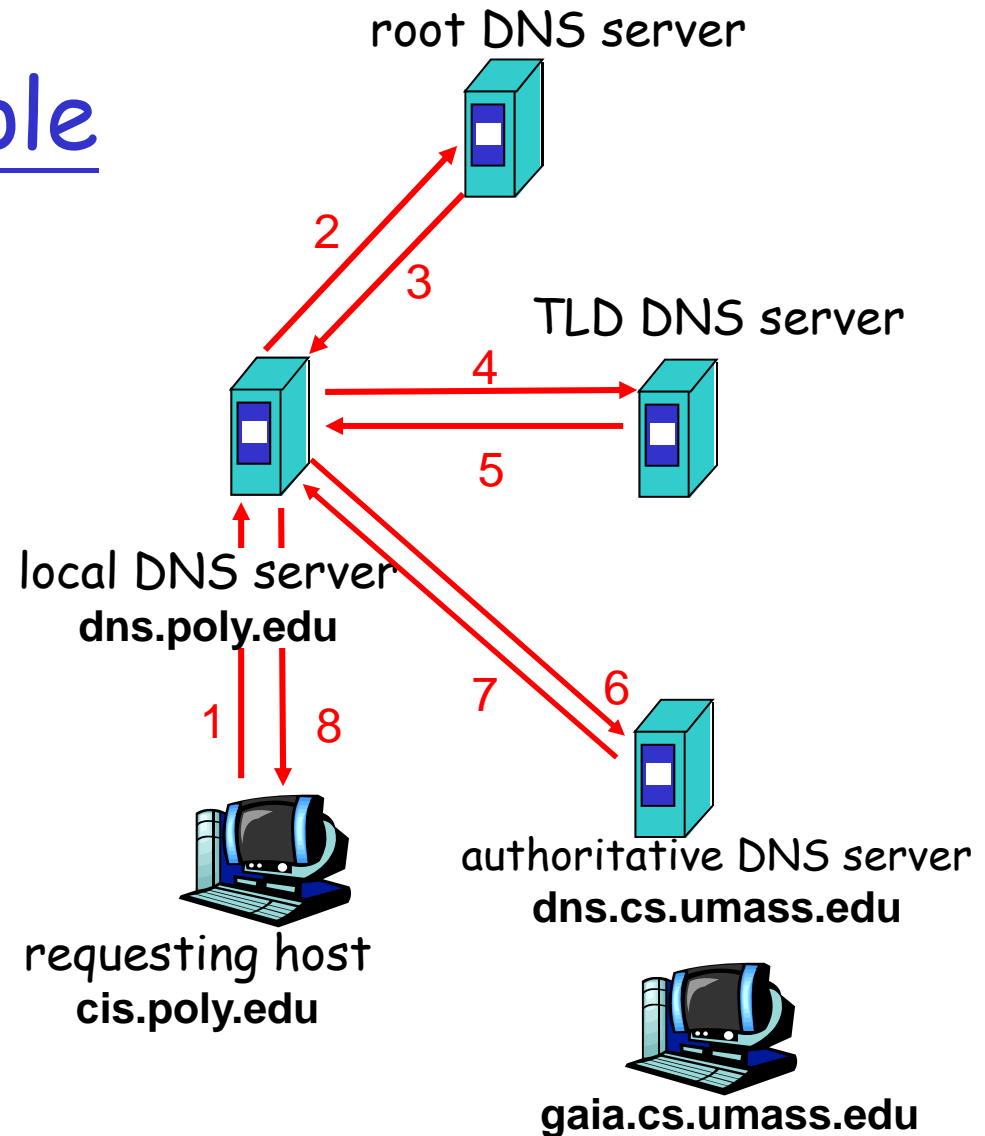 root DNS server
ple
2
3
TLD DNS server
4
5
local DNS server
dns.poly.edu
7
6
1
8
authoritative DNS server
dns.cs.umass.edu
requesting host
cis.poly.edu
gaia.cs.umass.edu